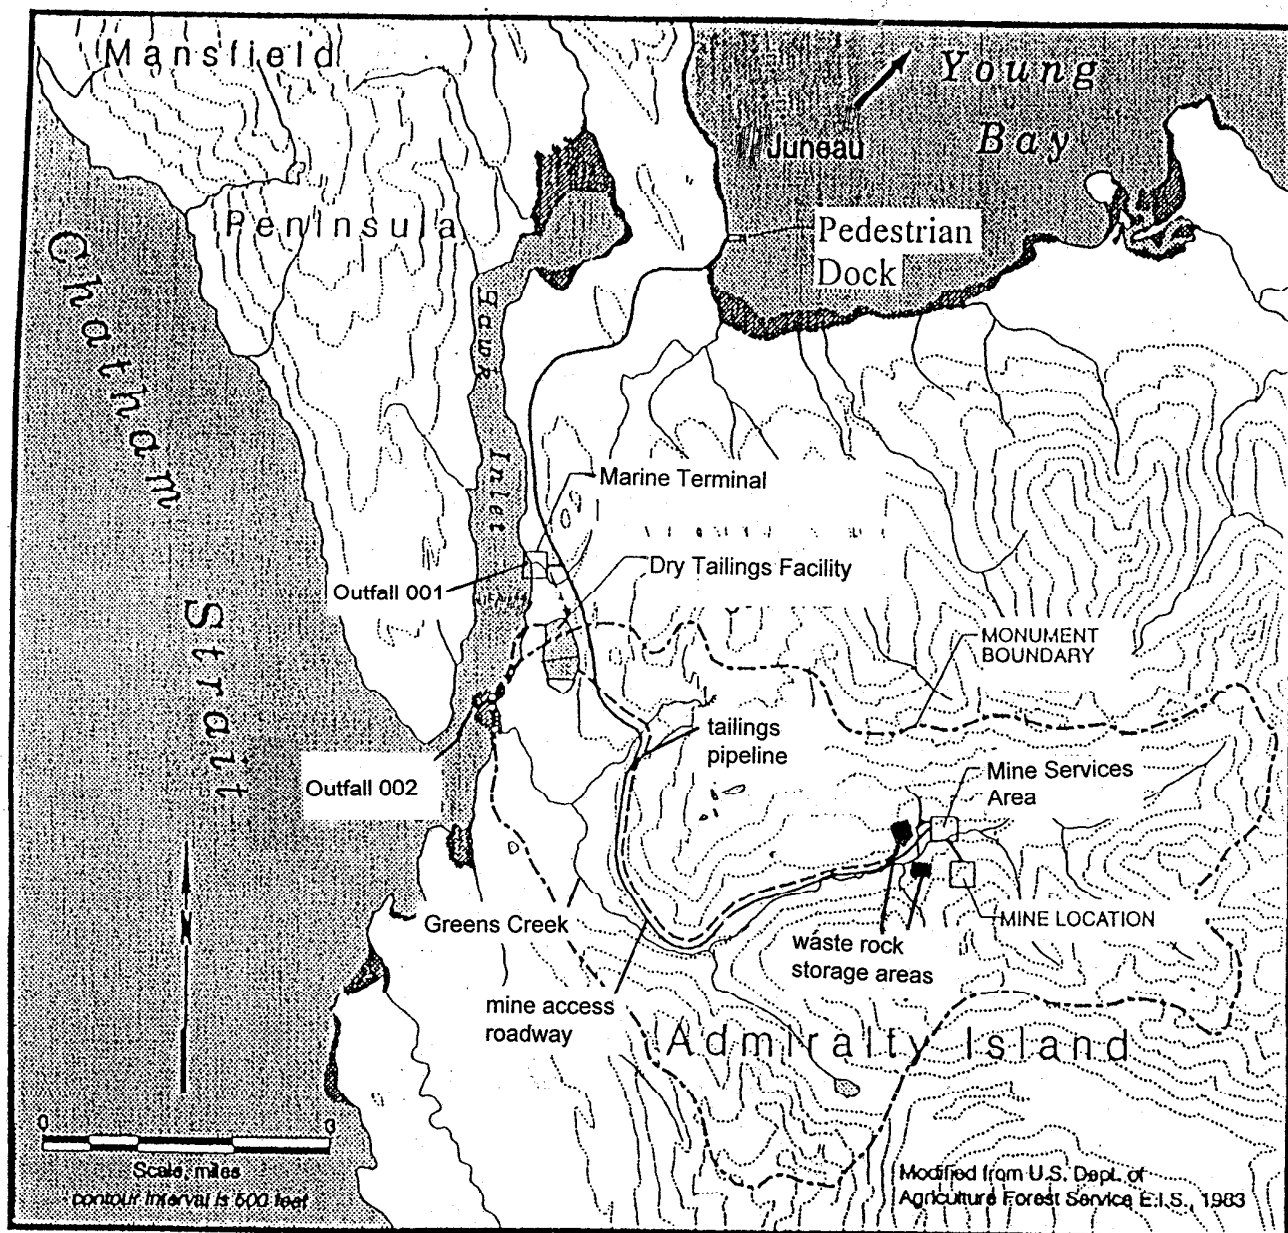 Mansfield
Peninsula
Young
Bay
Juneau
Pedestrian
Dock
Chatham
Strait
Hawk
Inlet
Marine Terminal
Outfall 001
Dry Tailings Facility
MONUMENT
BOUNDARY
tailings
pipeline
Outfall 002
Mine Services
Area
MINE LOCATION
Greens Creek
waste rock
storage areas
mine access
roadway
Admiralty Island
N
0 3
Scale, miles
contour interval is 500 feet
Modified from U.S. Dept. of
Agriculture Forest Service E.I.S., 1983